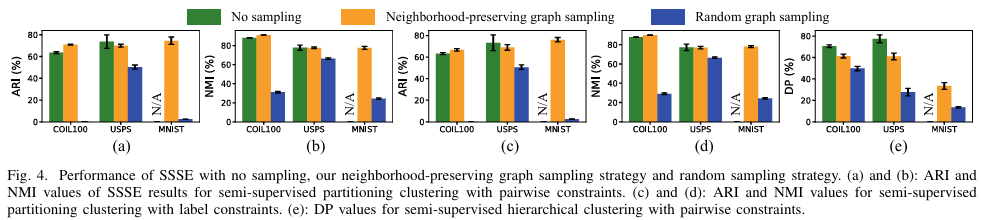 No sampling Neighborhood-preserving graph sampling Random graph sampling
ARI (%)
80
60
40
20
0
N/A
COIL100 USPS MNIST
(a)
NMI (%)
80
60
40
20
0
N/A
COIL100 USPS MNIST
(b)
ARI (%)
80
60
40
20
0
N/A
COIL100 USPS MNIST
(c)
NMI (%)
80
60
40
20
0
N/A
COIL100 USPS MNIST
(d)
DP (%)
80
60
40
20
0
N/A
COIL100 USPS MNIST
(e)
Fig. 4. Performance of SSSE with no sampling, our neighborhood-preserving graph sampling strategy and random sampling strategy. (a) and (b): ARI and
NMI values of SSSE results for semi-supervised partitioning clustering with pairwise constraints. (c) and (d): ARI and NMI values for semi-supervised
partitioning clustering with label constraints. (e): DP values for semi-supervised hierarchical clustering with pairwise constraints.